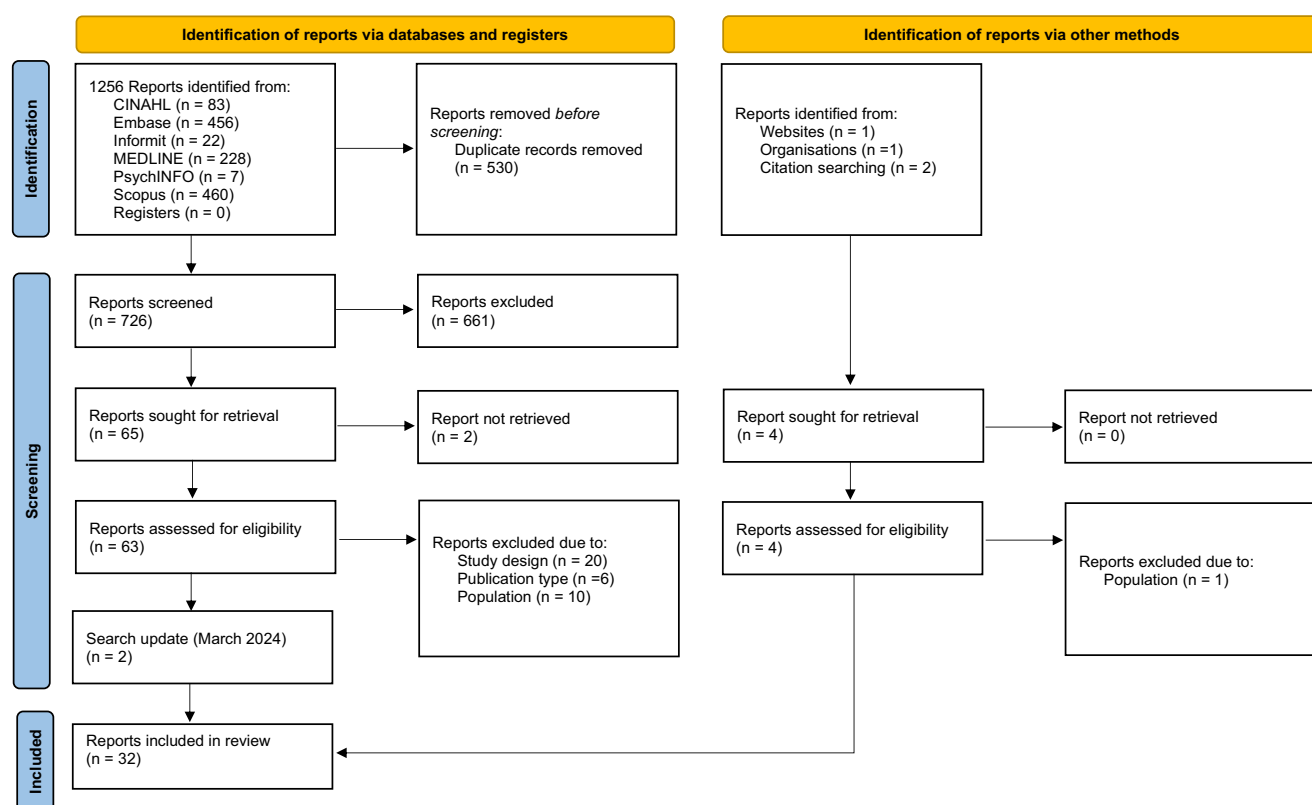 Identification of reports via databases and registers
Identification of reports via other methods
Identification
1256 Reports identified from:
CINAHL (n = 83)
Embase (n = 456)
Informit (n = 22)
MEDLINE (n = 228)
PsychINFO (n = 7)
Scopus (n = 460)
Registers (n = 0)
Reports removed before
screening:
Duplicate records removed
(n = 530)
Reports identified from:
Websites (n = 1)
Organisations (n =1)
Citation searching (n = 2)
Screening
Reports screened
(n = 726)
Reports excluded
(n = 661)
Reports sought for retrieval
(n = 65)
Report not retrieved
(n = 2)
Report sought for retrieval
(n = 4)
Report not retrieved
(n = 0)
Reports assessed for eligibility
(n = 63)
Reports excluded due to:
Study design (n = 20)
Publication type (n =6)
Population (n = 10)
Reports assessed for eligibility
(n = 4)
Reports excluded due to:
Population (n = 1)
Search update (March 2024)
(n = 2)
Included
Reports included in review
(n = 32)